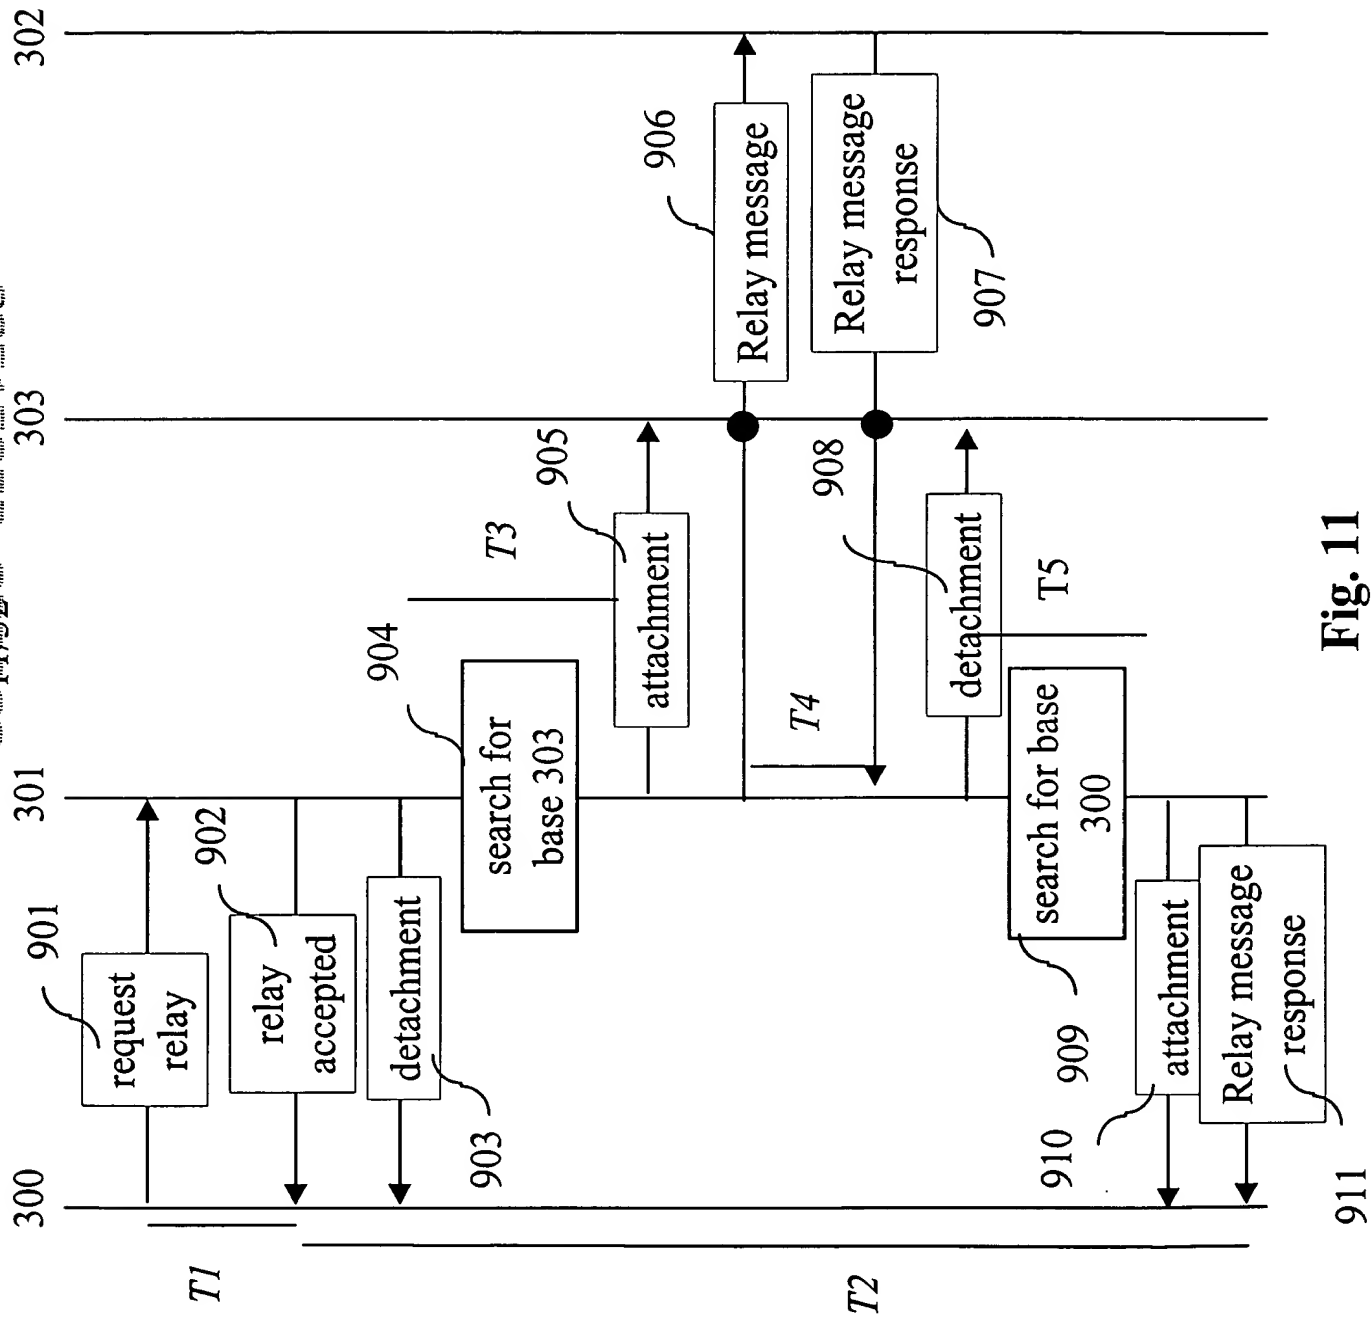 300
301
303
302
T1
T2
901
request
relay
902
relay
accepted
detachment
903
904
search for
base 303
T3
905
attachment
906
Relay message
T4
Relay message
response
907
908
detachment
T5
search for base
300
909
910
attachment
Relay message
response
911
Fig. 11